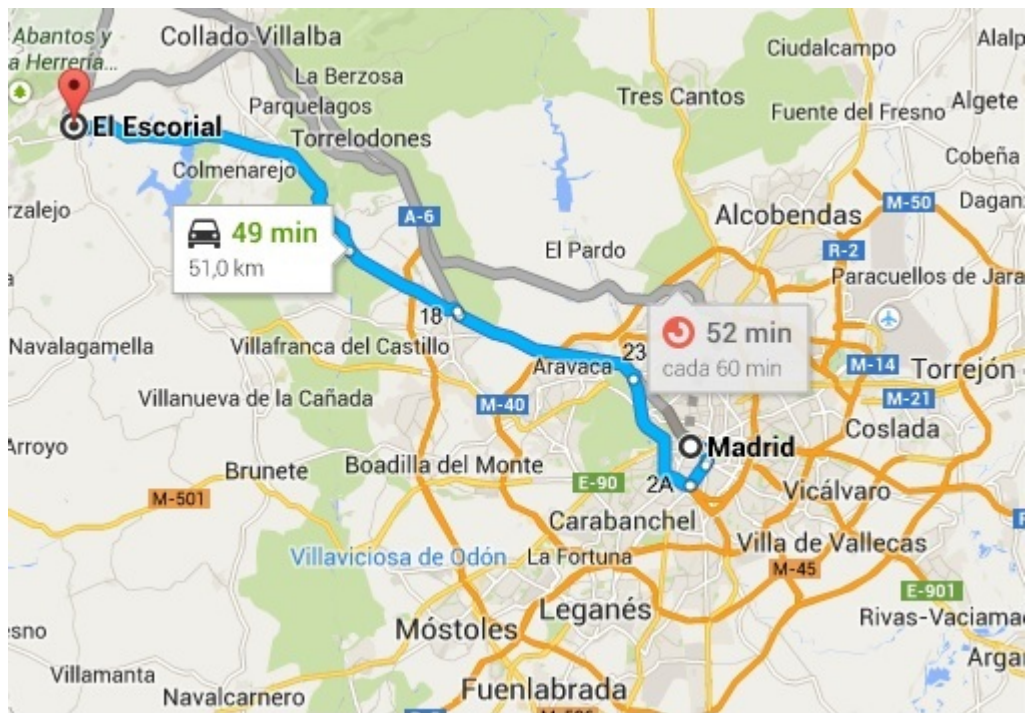 Abantos y
a Herrería...
Collado Villalba
Ciudalcampo
Alalp
La Berzosa
Parquelagos
Tres Cantos
Fuente del Fresno
Algete
El Escorial
Torrelodones
Colmenarejo
Cobeña
rzalejo
A-6
Alcobendas
M-50
Dagan
49 min
51,0 km
El Pardo
R-2
Paracuellos de Jara
18
Navalagamella
Villafranca del Castillo
Aravaca
23
52 min
cada 60 min
M-14
Torrejón
Villanueva de la Cañada
M-40
M-21
Coslada
Arroyo
Madrid
Brunete
Boadilla del Monte
E-90
2A
Vicálvaro
M-501
Carabanchel
Villaviciosa de Odón
La Fortuna
Villa de Vallecas
M-45
E-901
Leganés
Rivas-Vaciama
esno
Móstoles
Argan
Villamanta
Navalcarnero
Fuenlabrada